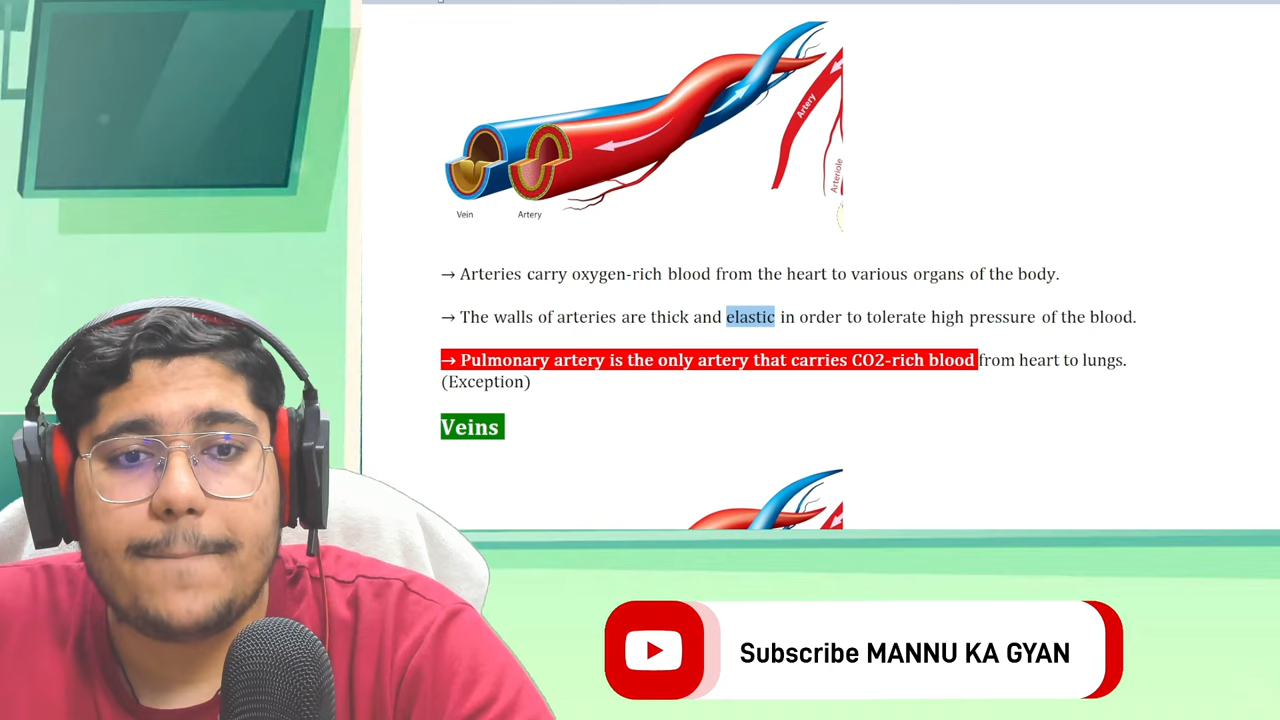 Artery
Arteriole
Vein
Artery
→ Arteries carry oxygen-rich blood from the heart to various organs of the body.
→ The walls of arteries are thick and elastic in order to tolerate high pressure of the blood.
→ Pulmonary artery is the only artery that carries CO2-rich blood from heart to lungs.
(Exception)
Veins
Subscribe MANNU KA GYAN